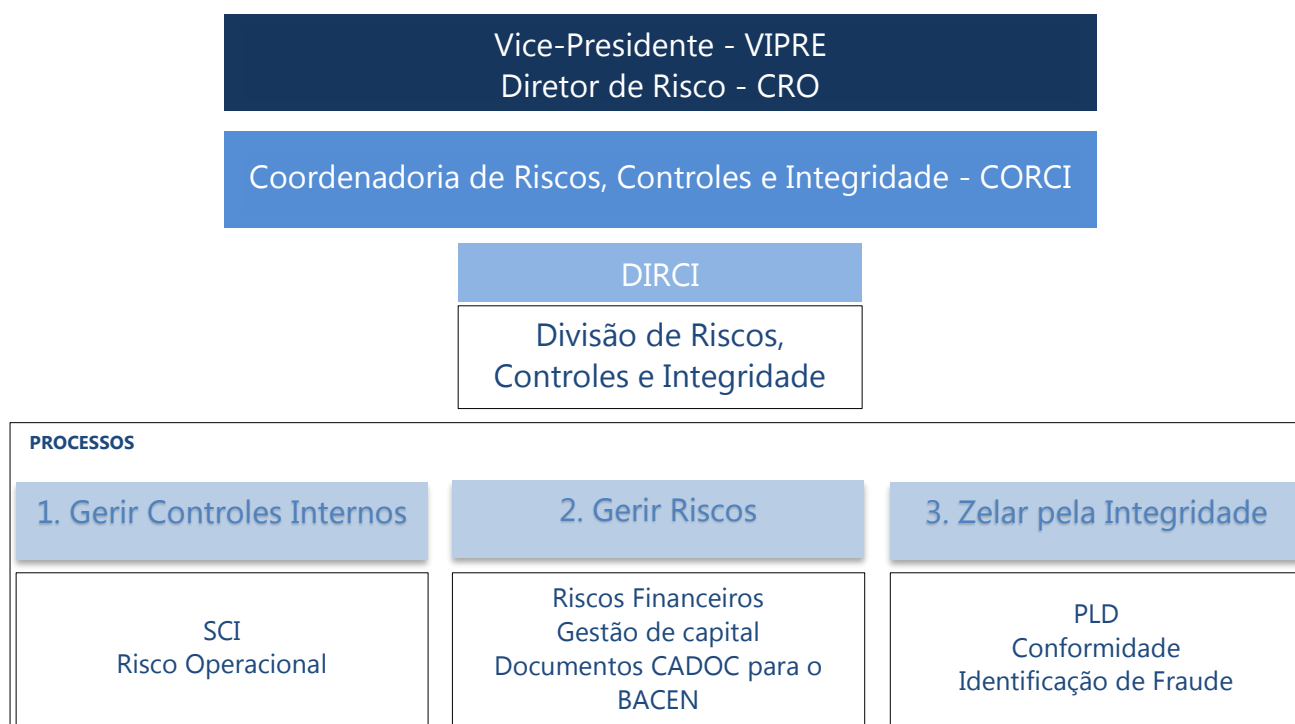 Vice-Presidente - VIPRE
Diretor de Risco - CRO
Coordenadoria de Riscos, Controles e Integridade - CORCI
DIRCI
Divisão de Riscos,
Controles e Integridade
PROCESSOS
1. Gerir Controles Internos
SCI
Risco Operacional
2. Gerir Riscos
Riscos Financeiros
Gestão de capital
Documentos CADOC para o
BACEN
3. Zelar pela Integridade
PLD
Conformidade
Identificação de Fraude